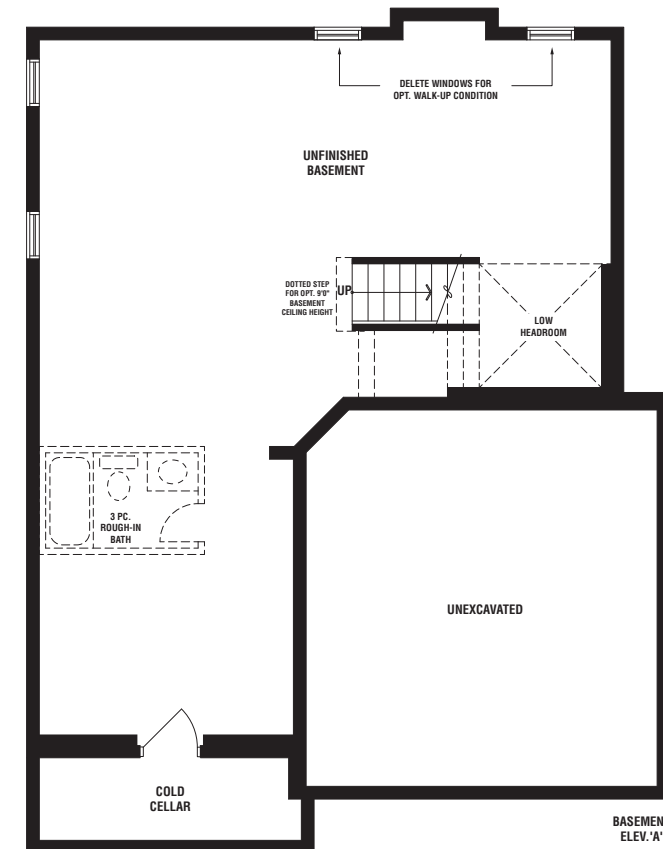 DELETE WINDOWS FOR
OPT. WALK-UP CONDITION
UNFINISHED
BASEMENT
DOTTED STEP
FOR OPT. 9'0"
BASEMENT
CEILING HEIGHT
UP
LOW
HEADROOM
3 PC.
ROUGH-IN
BATH
UNEXCAVATED
COLD
CELLAR
BASEMEN
ELEV.'A'